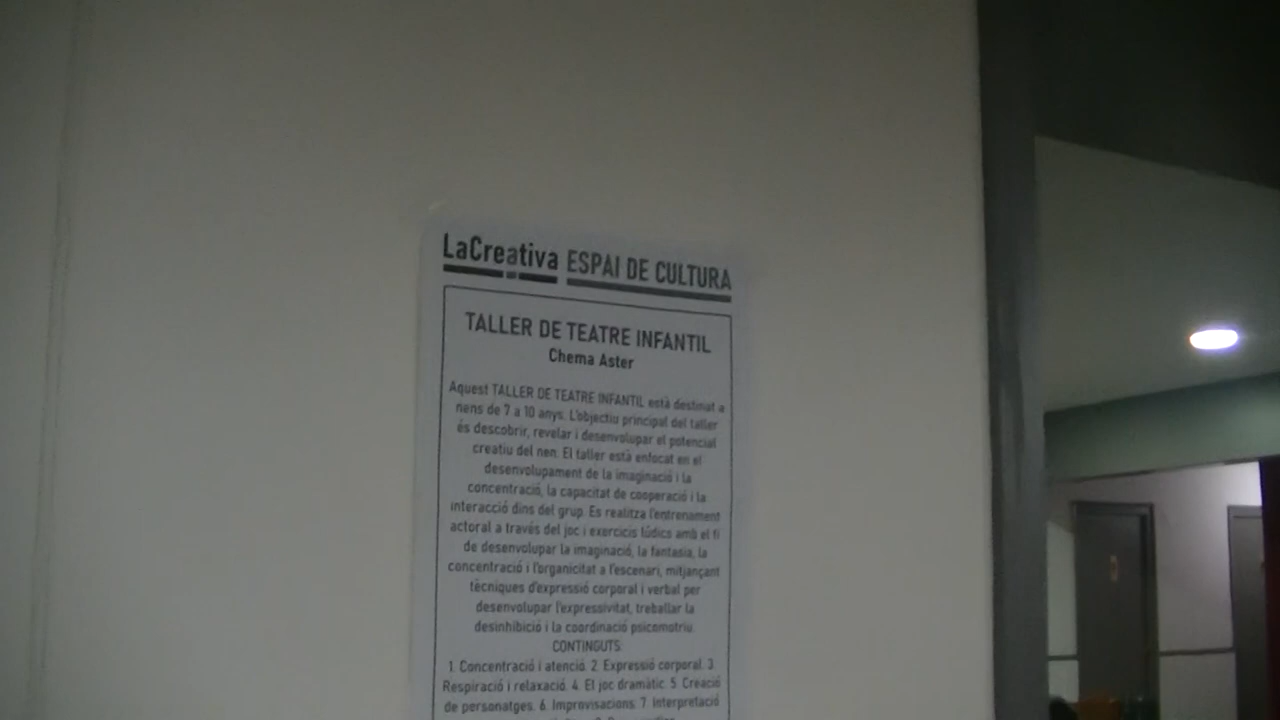 LaCreativa ESPAI DE CULTURA
TALLER DE TEATRE INFANTIL
Chema Aster
Aquest TALLER DE TEATRE INFANTIL està destinat a
nens de 7 a 10 anys. L'objectiu principal del taller
és descobrir, revelar i desenvolupar el potencial
creatiu del nen. El taller està enfocat en el
desenvolupament de la imaginació i la
concentració, la capacitat de cooperació i la
interacció dins del grup. Es realitza l'entrenament
actoral a través del joc i exercicis lúdics amb el fi
de desenvolupar la imaginació, la fantasia, la
concentració i l'organicitat a l'escenari, mitjançant
tècniques d'expressió corporal i verbal per
desenvolupar l'expressivitat, treballar la
desinhibició i la coordinació psicomotriu.
CONTINGUTS:
1. Concentració i atenció. 2. Expressió corporal. 3.
Respiració i relaxació. 4. El joc dramàtic. 5. Creació
de personatges. 6. Improvisacions. 7. Interpretació